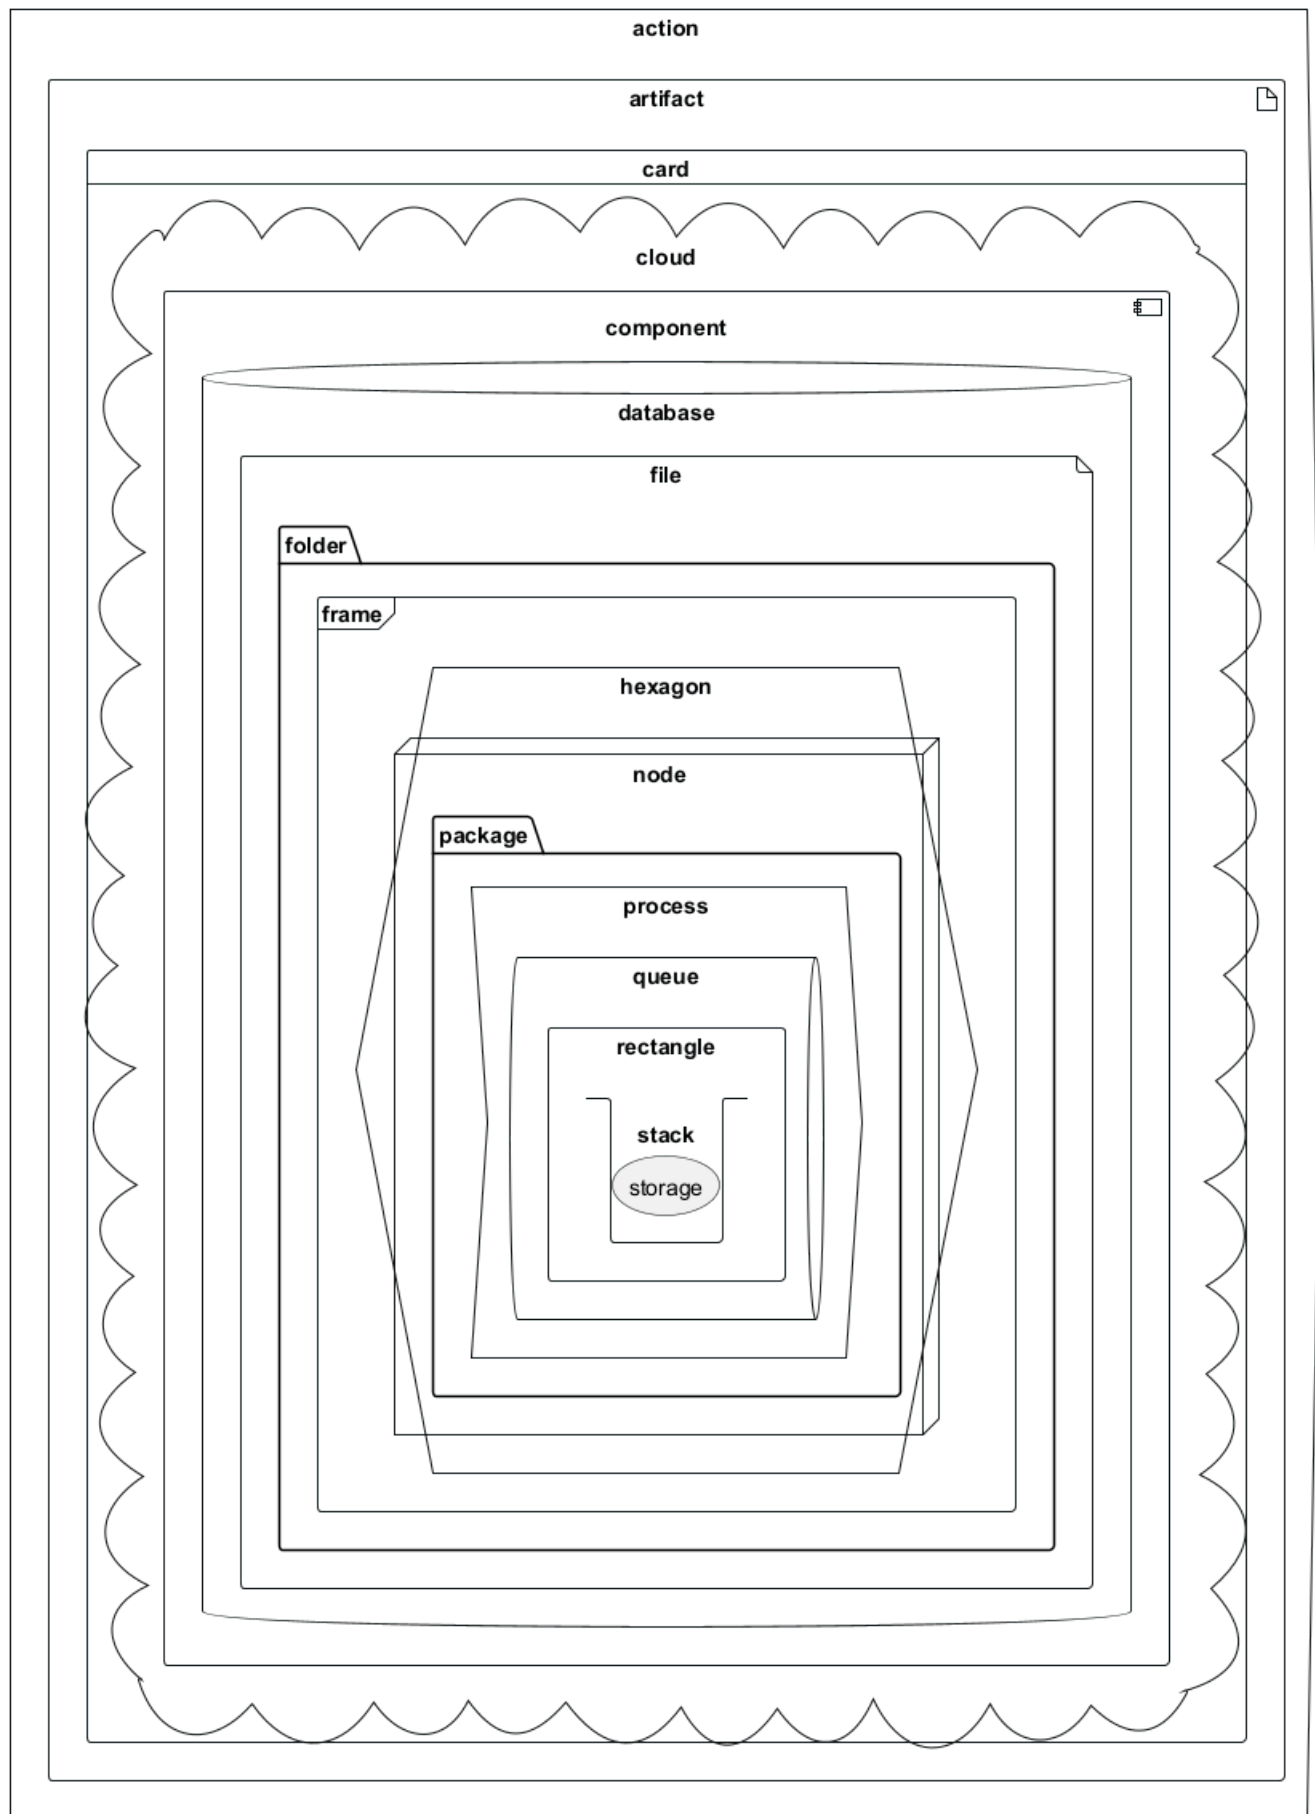 action
artifact
card
cloud
component
database
file
folder
frame
hexagon
node
package
process
queue
rectangle
stack
storage